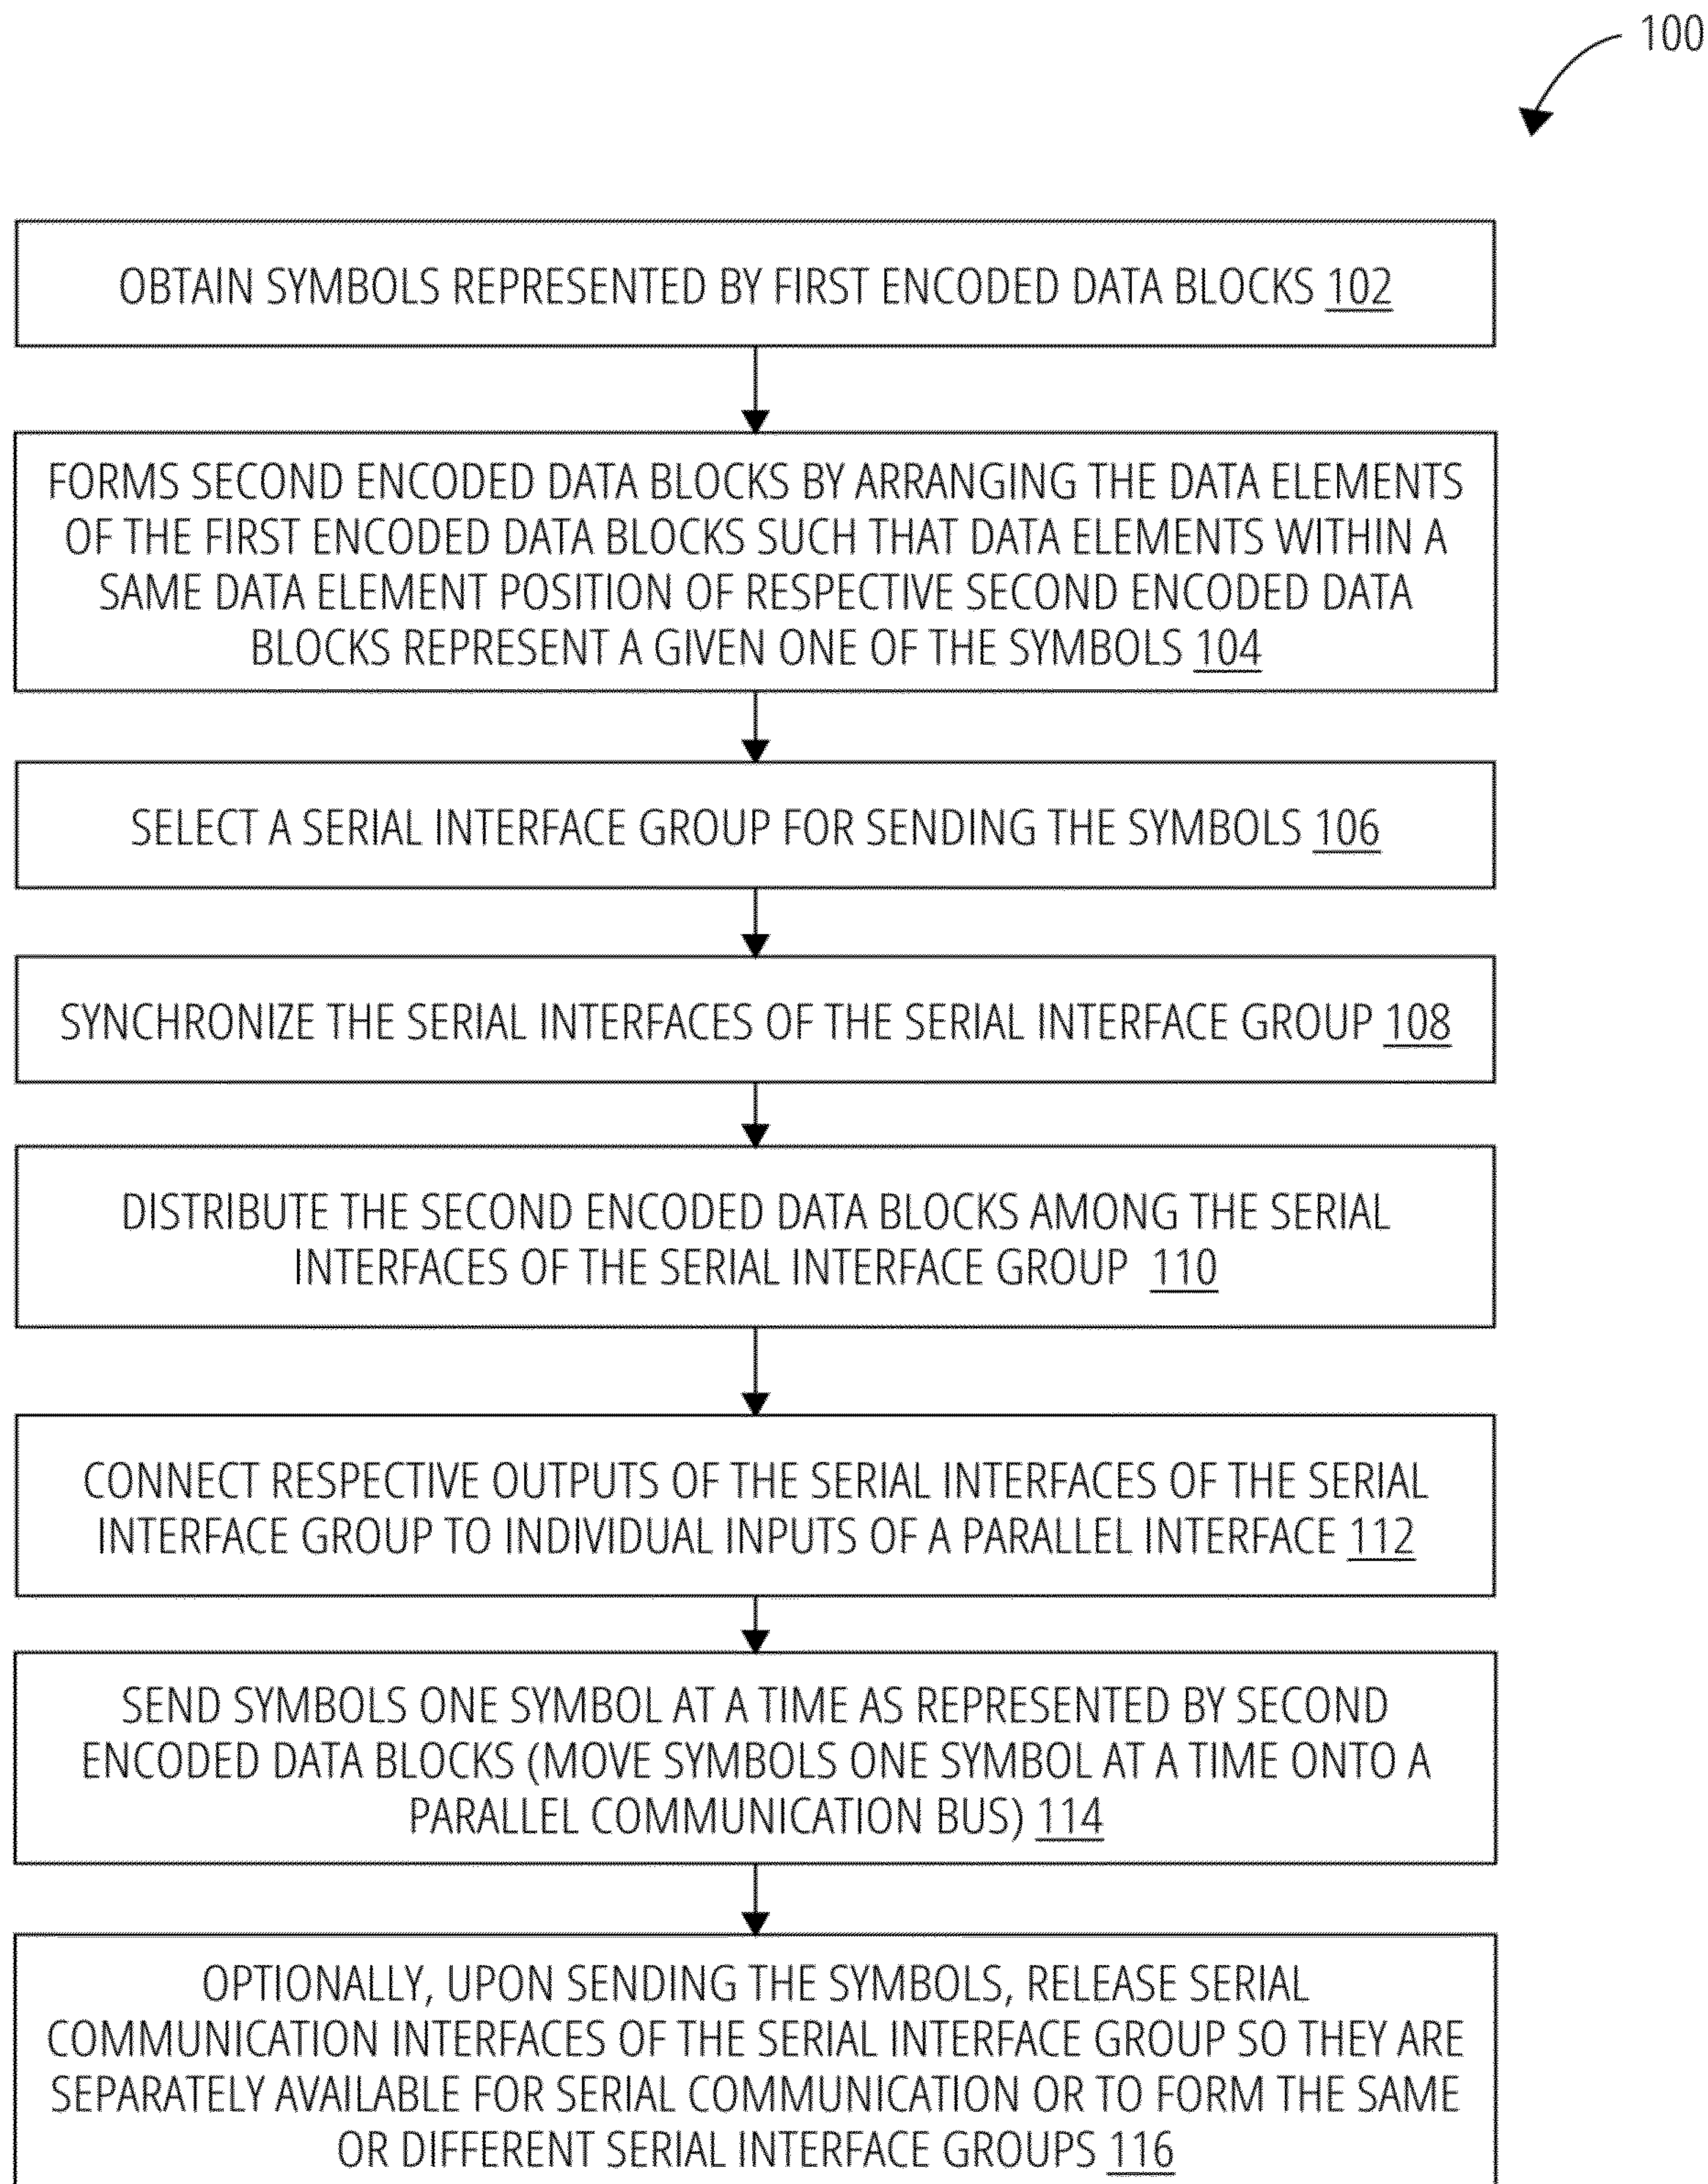 100
OBTAIN SYMBOLS REPRESENTED BY FIRST ENCODED DATA BLOCKS 102
FORMS SECOND ENCODED DATA BLOCKS BY ARRANGING THE DATA ELEMENTS
OF THE FIRST ENCODED DATA BLOCKS SUCH THAT DATA ELEMENTS WITHIN A
SAME DATA ELEMENT POSITION OF RESPECTIVE SECOND ENCODED DATA
BLOCKS REPRESENT A GIVEN ONE OF THE SYMBOLS 104
SELECT A SERIAL INTERFACE GROUP FOR SENDING THE SYMBOLS 106
SYNCHRONIZE THE SERIAL INTERFACES OF THE SERIAL INTERFACE GROUP 108
DISTRIBUTE THE SECOND ENCODED DATA BLOCKS AMONG THE SERIAL
INTERFACES OF THE SERIAL INTERFACE GROUP 110
CONNECT RESPECTIVE OUTPUTS OF THE SERIAL INTERFACES OF THE SERIAL
INTERFACE GROUP TO INDIVIDUAL INPUTS OF A PARALLEL INTERFACE 112
SEND SYMBOLS ONE SYMBOL AT A TIME AS REPRESENTED BY SECOND
ENCODED DATA BLOCKS (MOVE SYMBOLS ONE SYMBOL AT A TIME ONTO A
PARALLEL COMMUNICATION BUS) 114
OPTIONALLY, UPON SENDING THE SYMBOLS, RELEASE SERIAL
COMMUNICATION INTERFACES OF THE SERIAL INTERFACE GROUP SO THEY ARE
SEPARATELY AVAILABLE FOR SERIAL COMMUNICATION OR TO FORM THE SAME
OR DIFFERENT SERIAL INTERFACE GROUPS 116